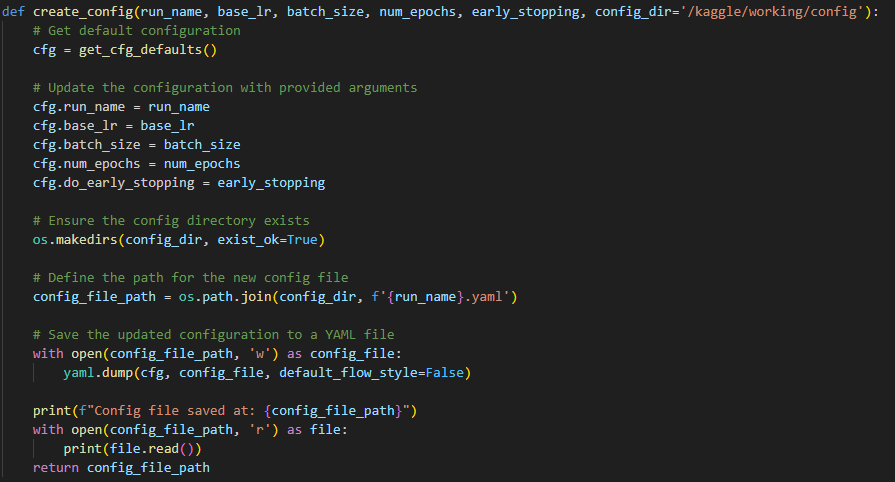 def create_config(run_name, base_lr, batch_size, num_epochs, early_stopping, config_dir='/kaggle/working/config'):
    # Get default configuration
    cfg = get_cfg_defaults()

    # Update the configuration with provided arguments
    cfg.run_name = run_name
    cfg.base_lr = base_lr
    cfg.batch_size = batch_size
    cfg.num_epochs = num_epochs
    cfg.do_early_stopping = early_stopping

    # Ensure the config directory exists
    os.makedirs(config_dir, exist_ok=True)

    # Define the path for the new config file
    config_file_path = os.path.join(config_dir, f'{run_name}.yaml')

    # Save the updated configuration to a YAML file
    with open(config_file_path, 'w') as config_file:
        yaml.dump(cfg, config_file, default_flow_style=False)

    print(f"Config file saved at: {config_file_path}")
    with open(config_file_path, 'r') as file:
        print(file.read())
    return config_file_path